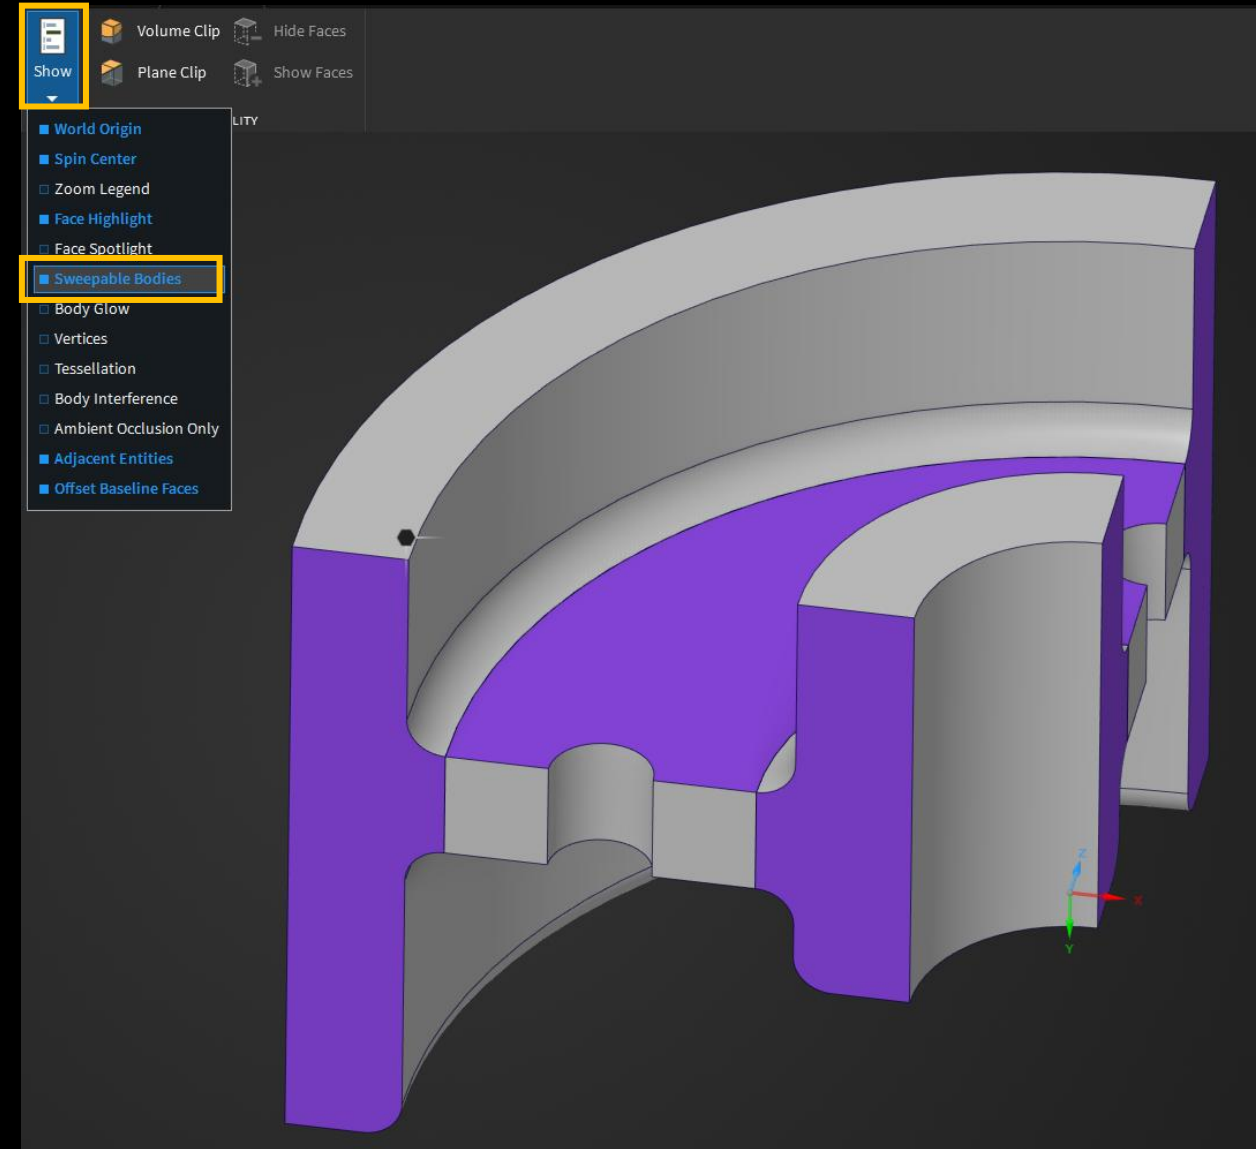 Show
Volume Clip
Hide Faces
Plane Clip
Show Faces
LITY
World Origin
Spin Center
Zoom Legend
Face Highlight
Face Spotlight
Sweepable Bodies
Body Glow
Vertices
Tessellation
Body Interference
Ambient Occlusion Only
Adjacent Entities
Offset Baseline Faces
Z
X
Y